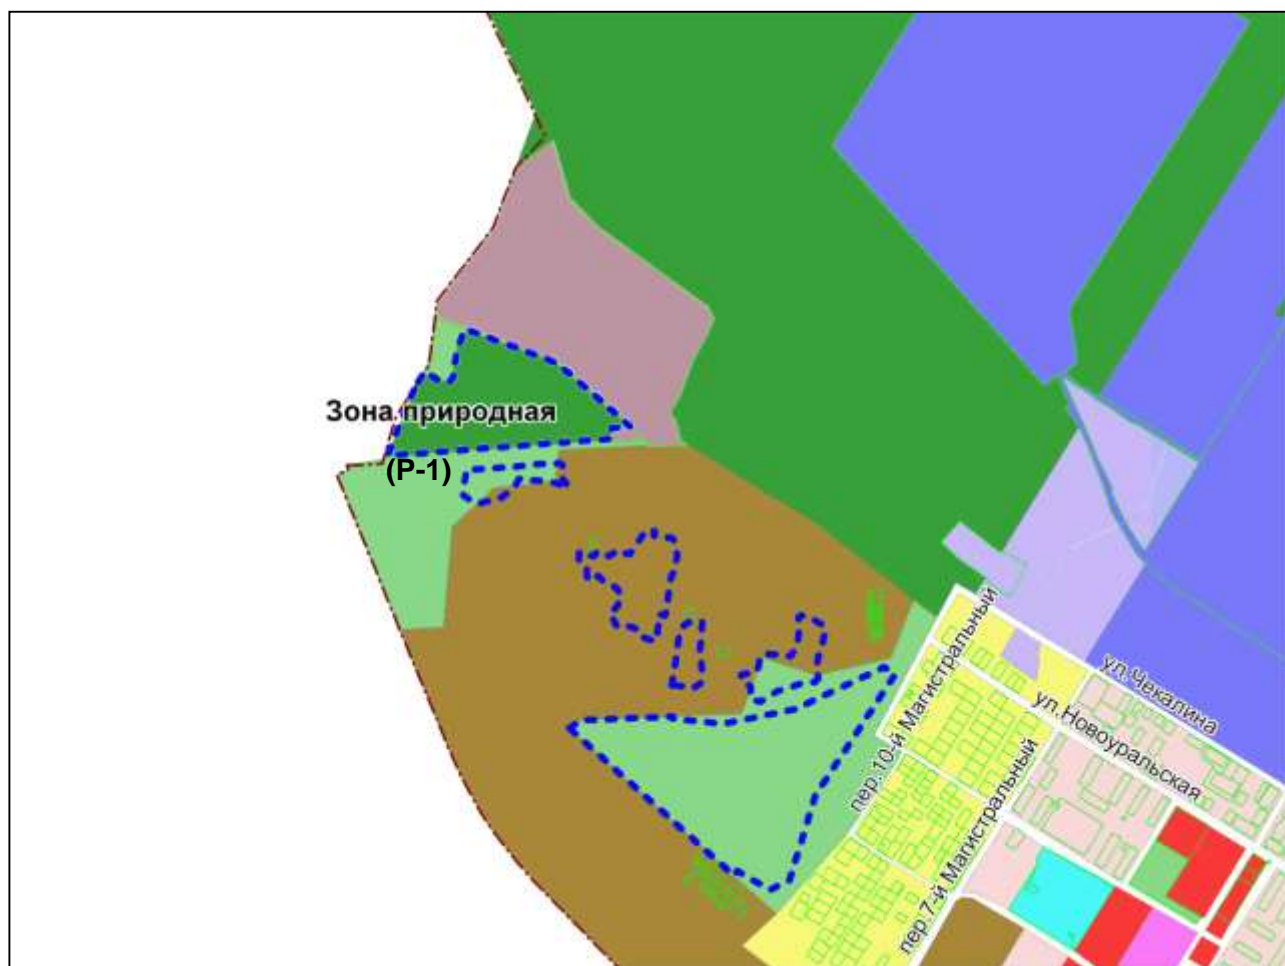 Зона природная
(Р-1)
пер.10-й Магистральный
ул.Чекалина
ул.Новоуральская
пер.7-й Магистральный